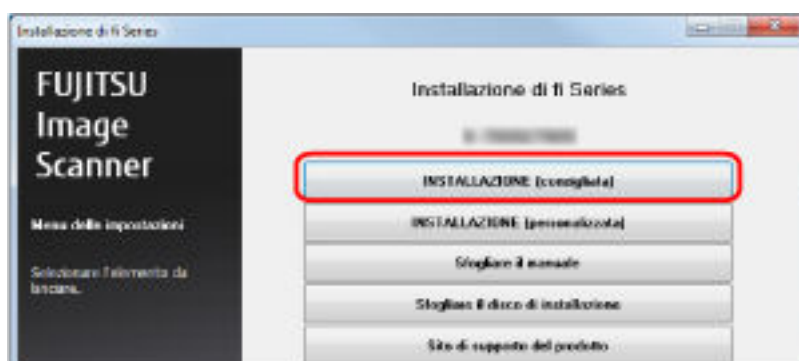 Installazione di fi Series
FUJITSU
Image
Scanner
Menu delle impostazioni
Selezionare l'elemento da
lanciare.
Installazione di fi Series
INSTALLAZIONE (consigliata)
INSTALLAZIONE (personalizzata)
Sfogliare il manuale
Sfogliare il disco di installazione
Sito di supporto del prodotto